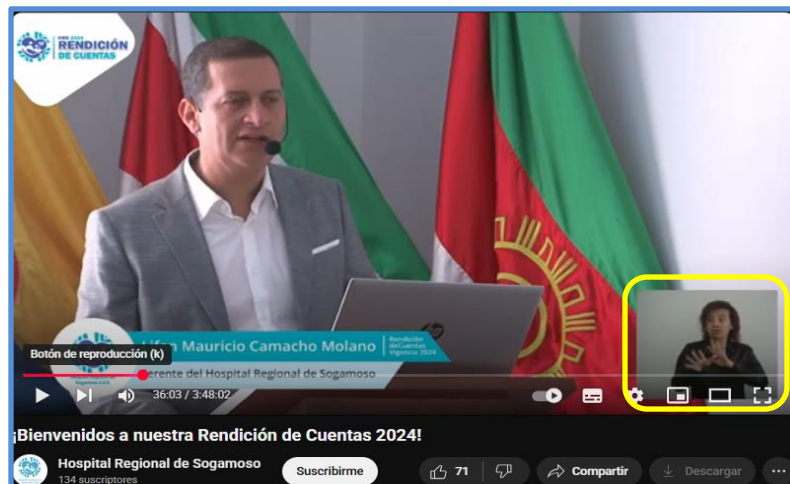 HRS 2024
RENDICIÓN
DE CUENTAS
Mauricio Camacho Molano
Rendición
deCuentas
Vigencia 2024
Botón de reproducción (k)
erente del Hospital Regional de Sogamoso
36:03 / 3:48:02
¡Bienvenidos a nuestra Rendición de Cuentas 2024!
Hospital Regional de Sogamoso
134 suscriptores
Suscribirme
71
Compartir
Descargar